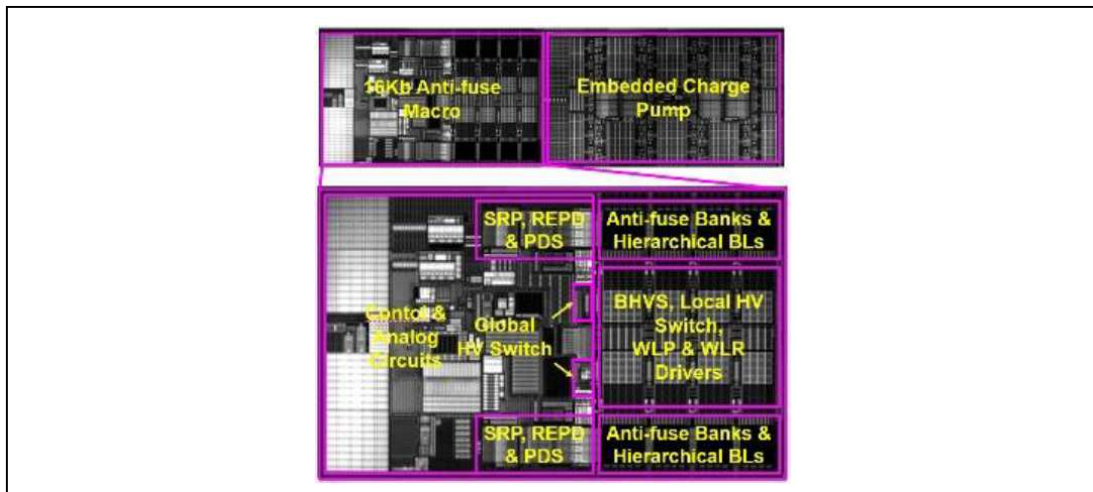 16Kb Anti-fuse
Macro
Embedded Charge
Pump
SRP, REPD
& PDS
Anti-fuse Banks &
Hierarchical BLs
Contol &
Analog
Circuits
Global
HV Switch
BHVS, Local HV
Switch,
WLP & WLR
Drivers
SRP, REPD
& PDS
Anti-fuse Banks &
Hierarchical BLs